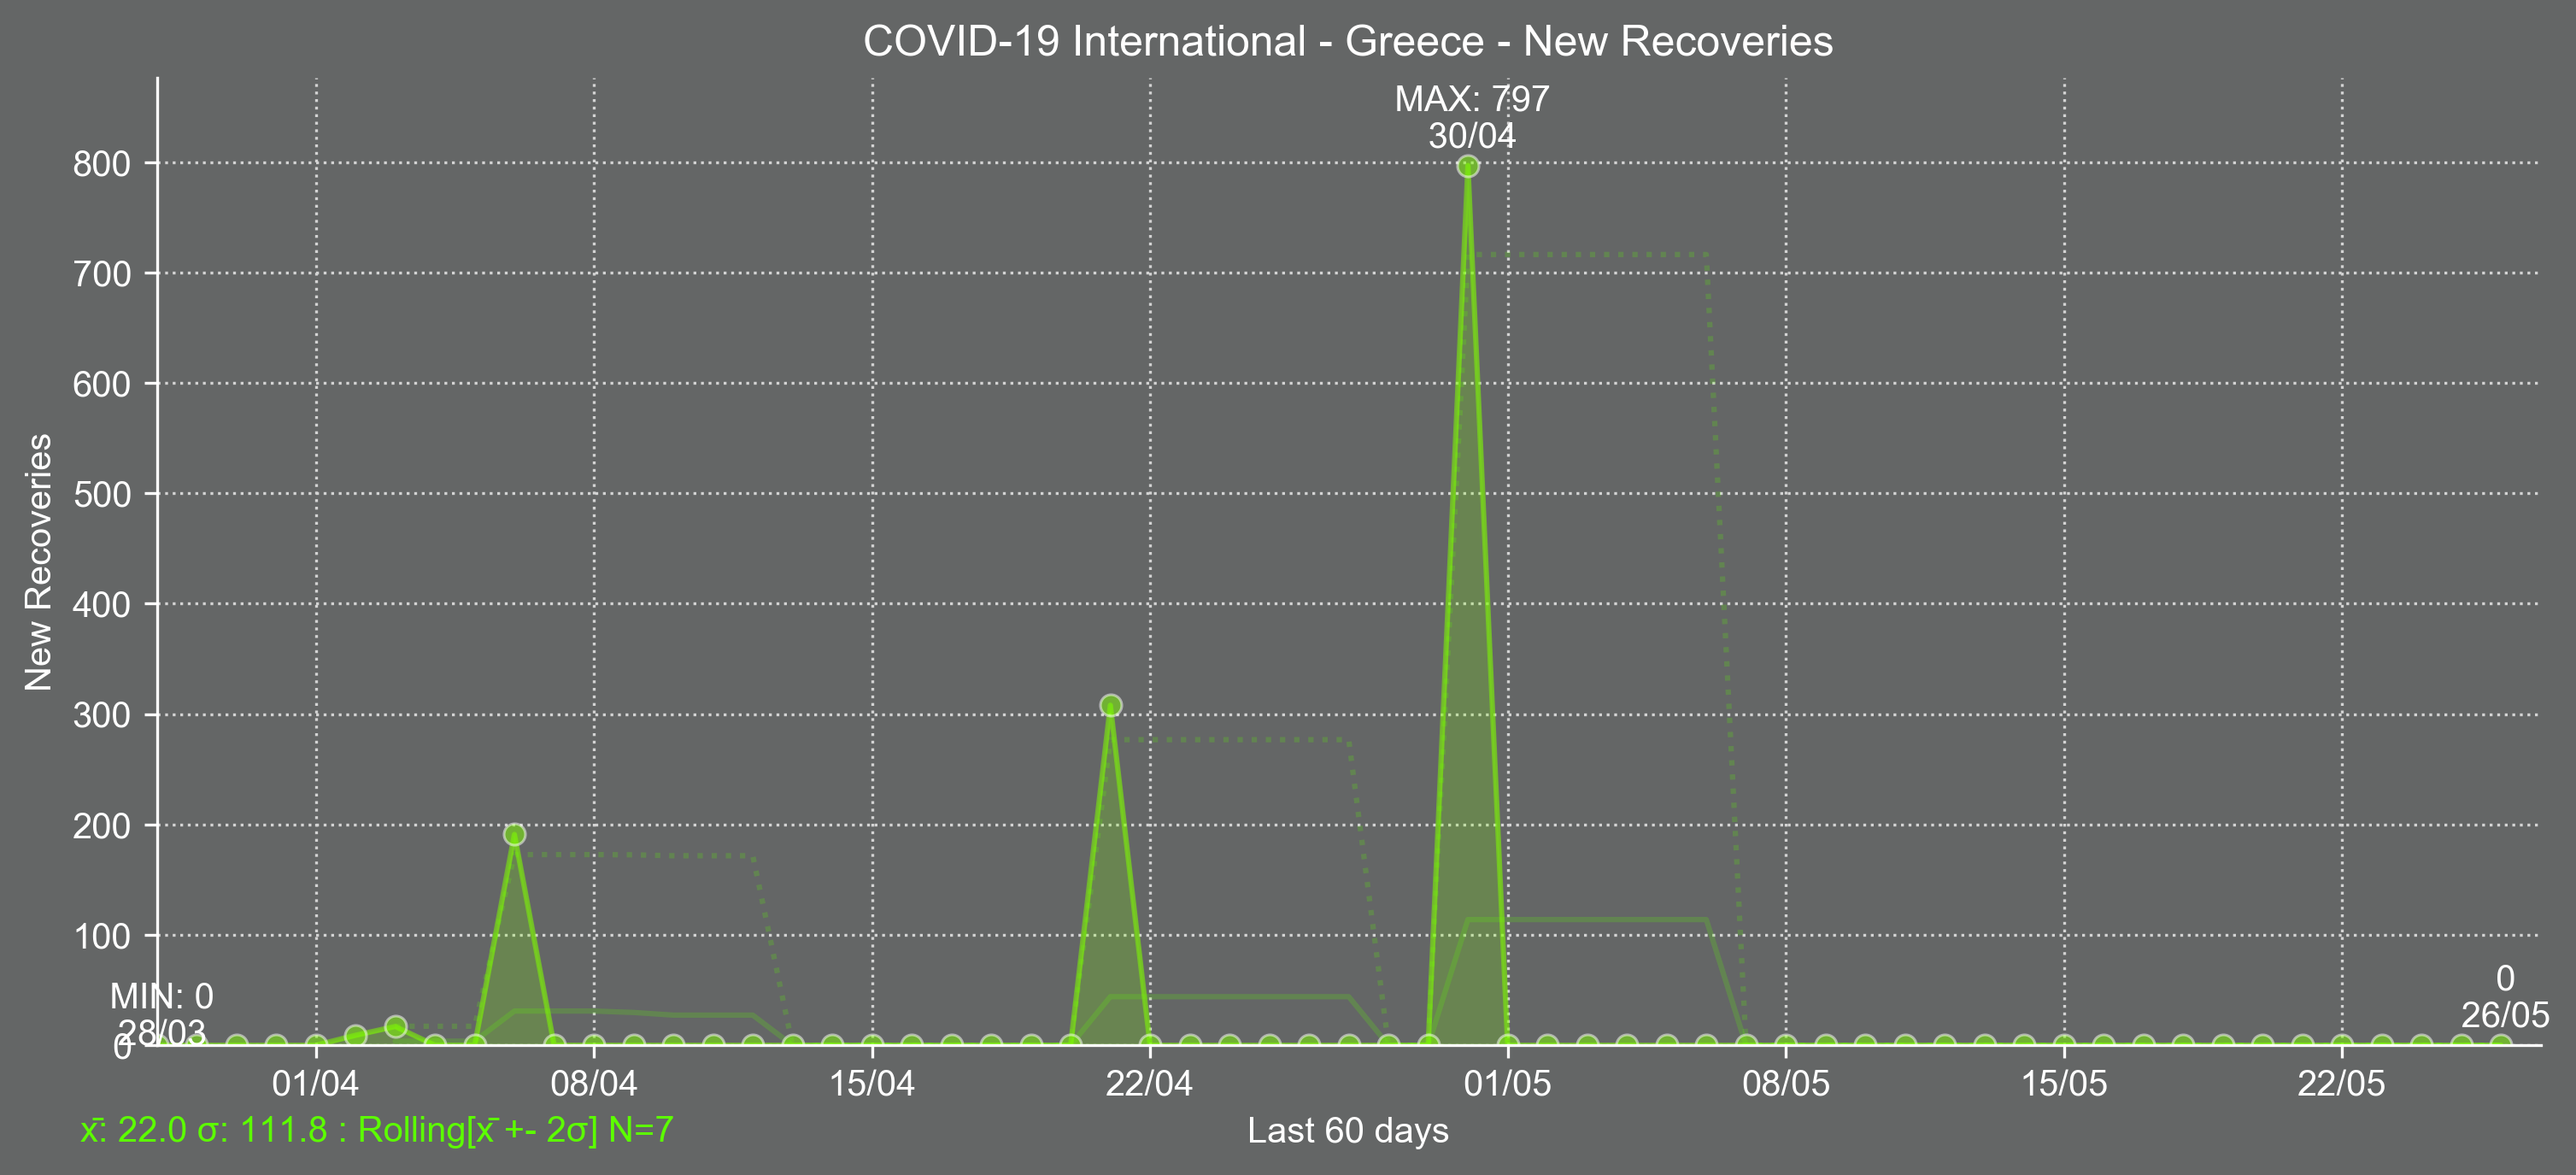 COVID-19 International - Greece - New Recoveries
MAX: 797
30/04
800
700
600
500
400
300
200
100
0
New Recoveries
MIN: 0
28/03
0
26/05
01/04 08/04 15/04 22/04 01/05 08/05 15/05 22/05
x̄: 22.0 σ: 111.8 : Rolling[x̄ +- 2σ] N=7
Last 60 days